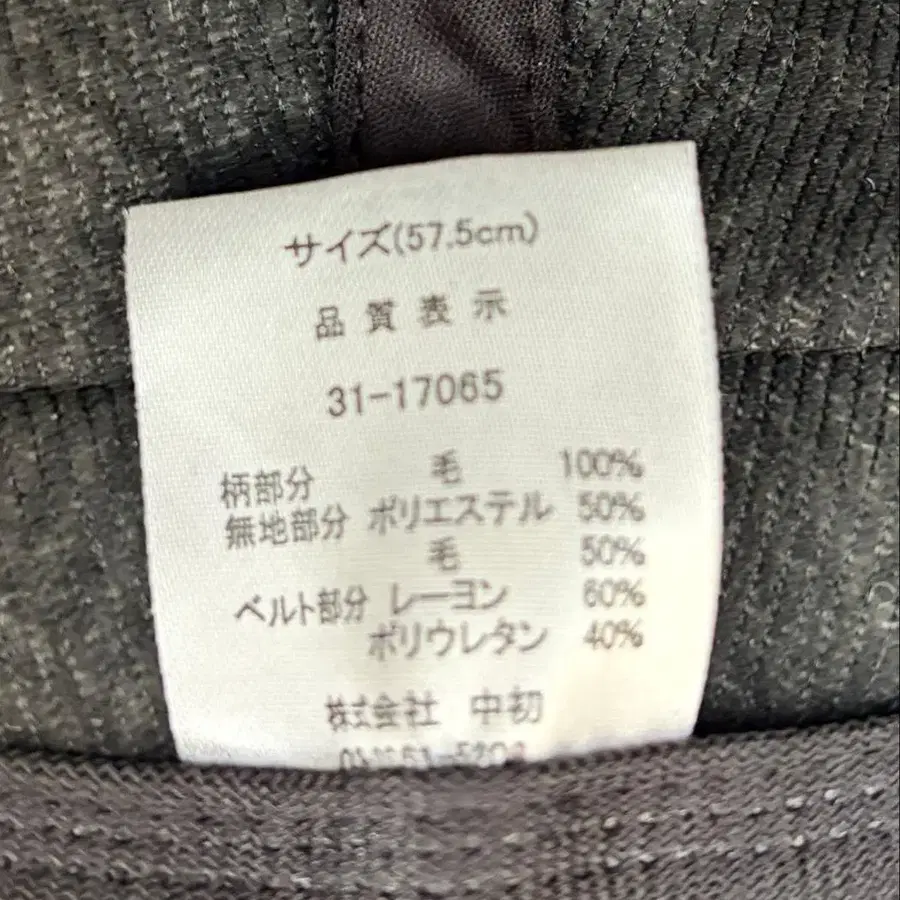 サイズ(57.5cm)
品質表示
31-17065
柄部分 毛 100%
無地部分 ポリエステル 50%
毛 50%
ベルト部分 レーヨン 60%
ポリウレタン 40%
株式会社 中初